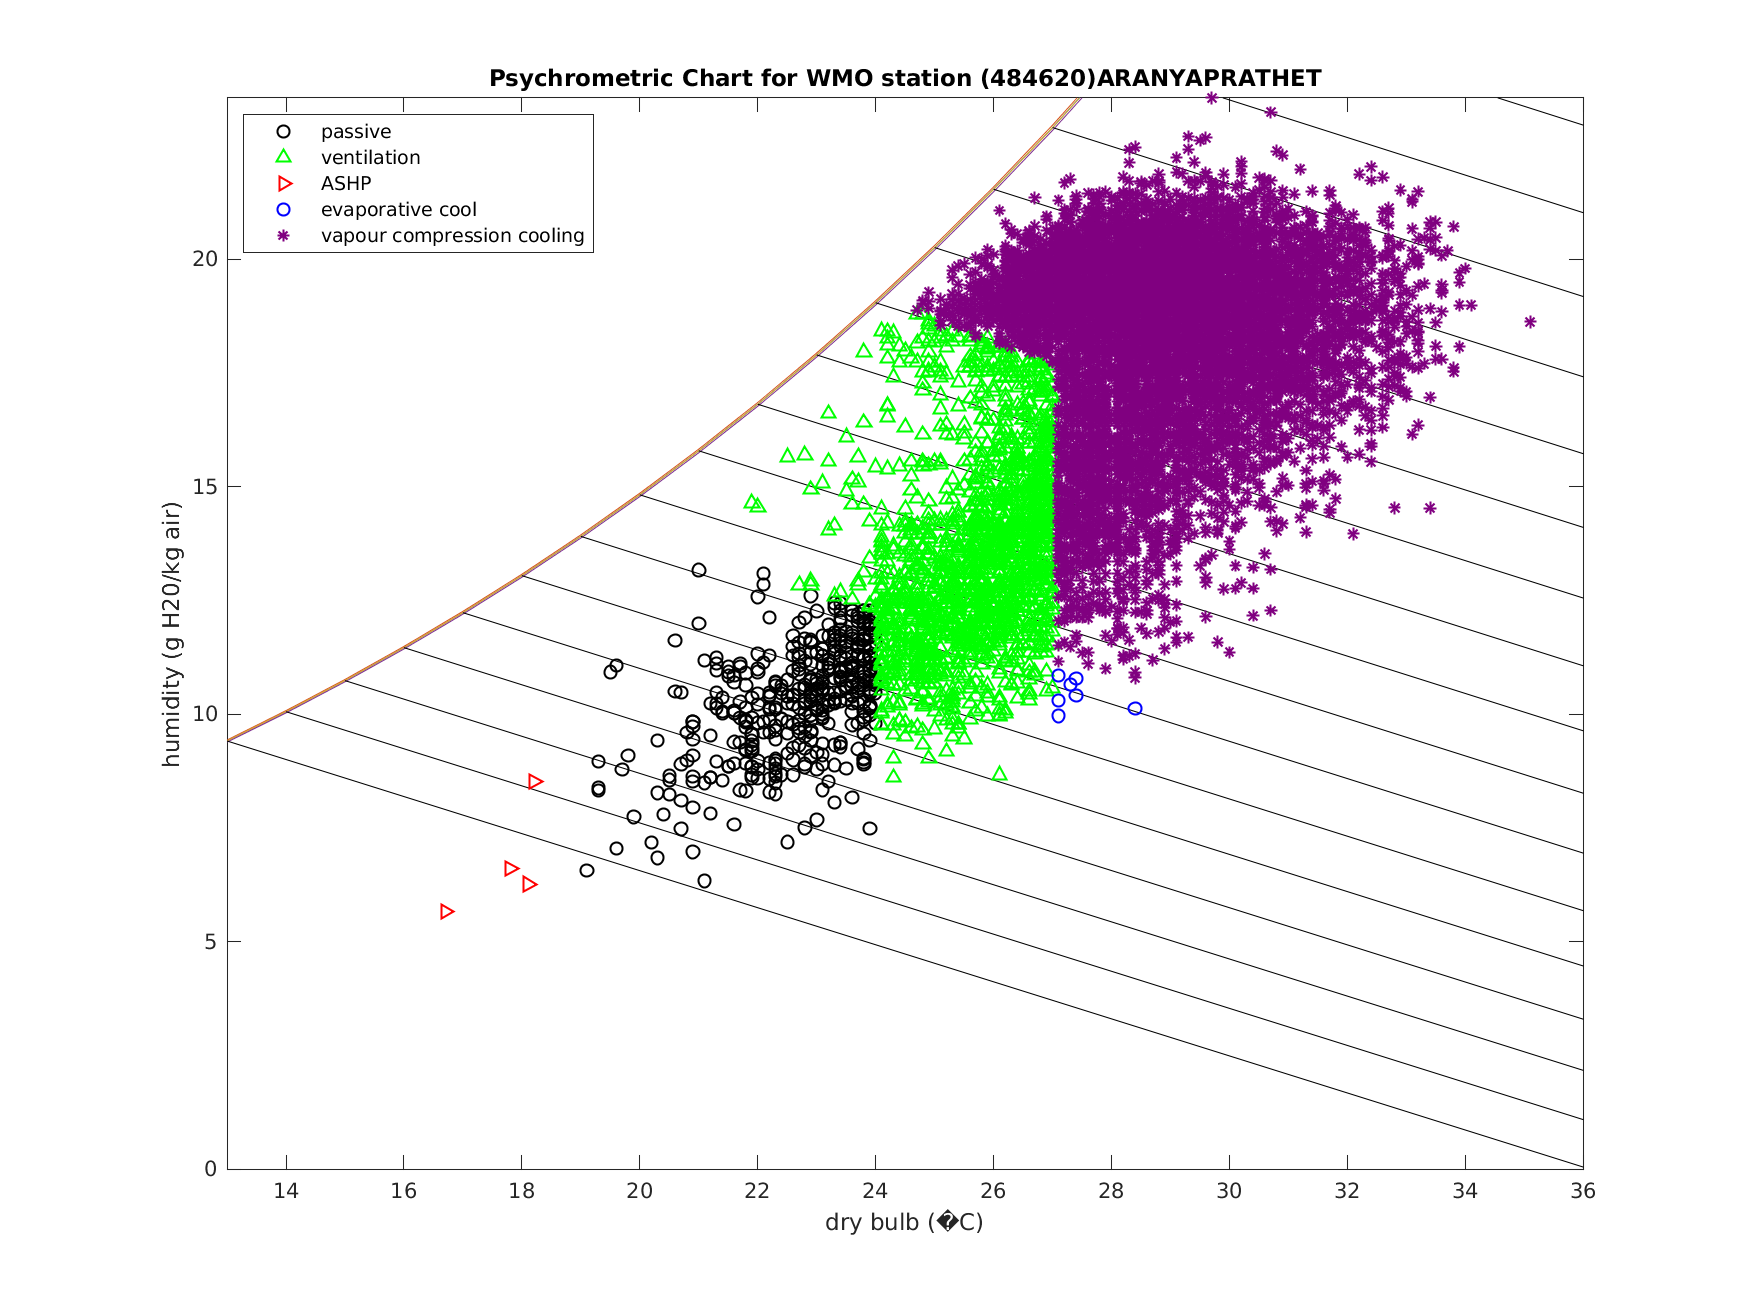 Psychrometric Chart for WMO station (484620)ARANYAPRATHET
passive
ventilation
ASHP
evaporative cool
vapour compression cooling
humidity (g H20/kg air)
20
15
10
5
0
14 16 18 20 22 24 26 28 30 32 34 36
dry bulb (�C)